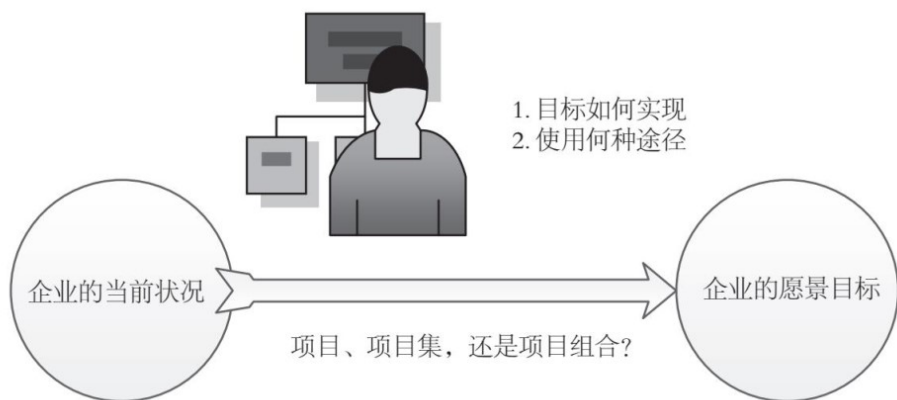 1. 目标如何实现
2. 使用何种途径
企业的当前状况
企业的愿景目标
项目、项目集，还是项目组合?